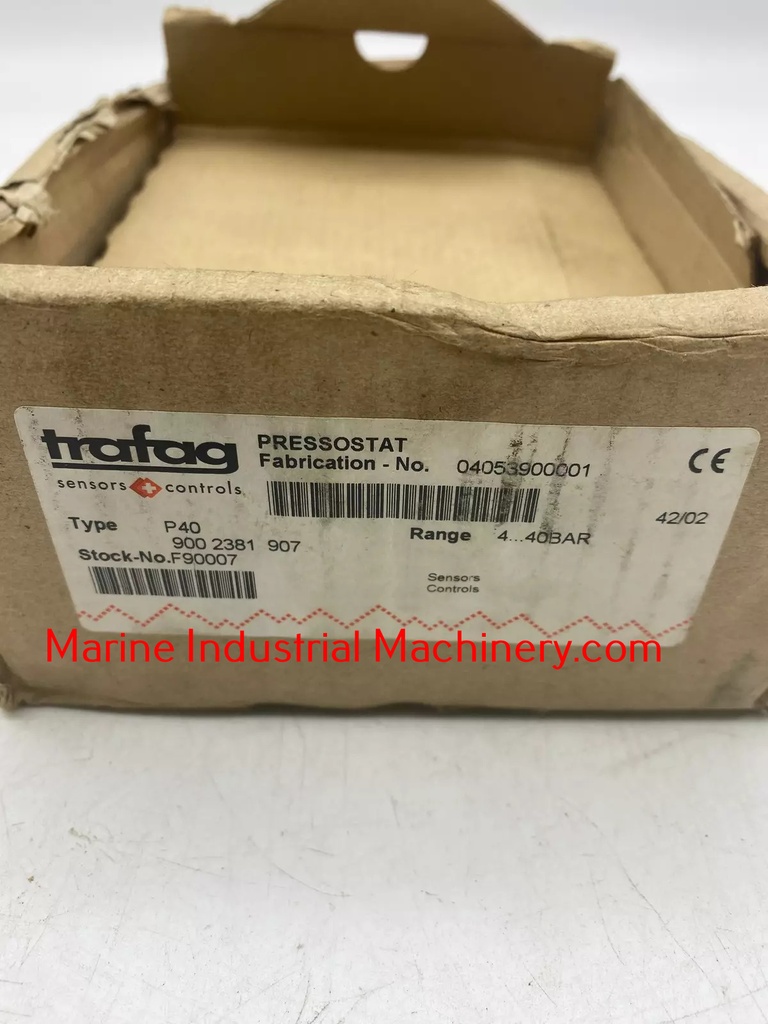 trafag
sensors controls
PRESSOSTAT
Fabrication - No. 04053900001
CE
42/02
Type P40
900 2381 907
Range 4...40BAR
Stock-No.F90007
Sensors
Controls
Marine Industrial Machinery.com